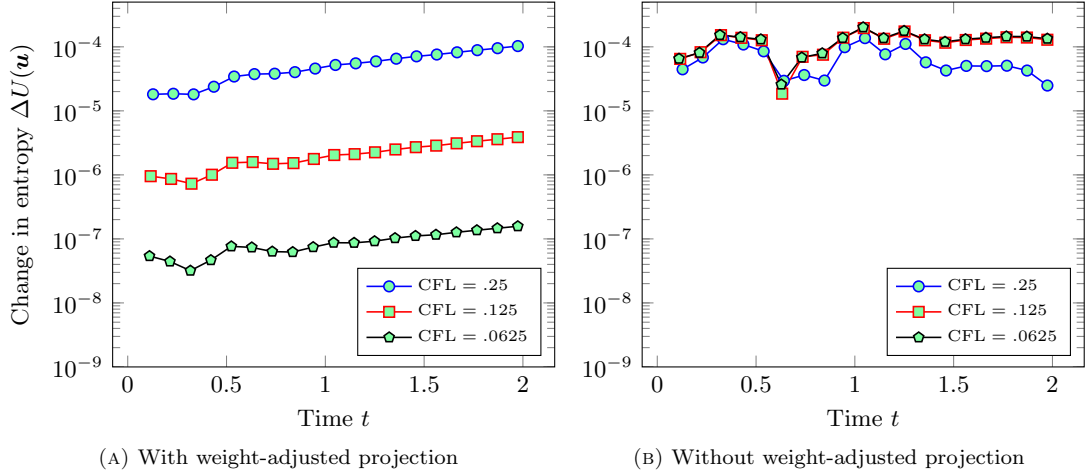 Change in entropy ΔU(u)
10⁻⁴
10⁻⁵
10⁻⁶
10⁻⁷
10⁻⁸
10⁻⁹
0
0.5
1
1.5
2
Time t
CFL = .25
CFL = .125
CFL = .0625
(A) With weight-adjusted projection
10⁻⁴
10⁻⁵
10⁻⁶
10⁻⁷
10⁻⁸
10⁻⁹
0
0.5
1
1.5
2
Time t
CFL = .25
CFL = .125
CFL = .0625
(B) Without weight-adjusted projection